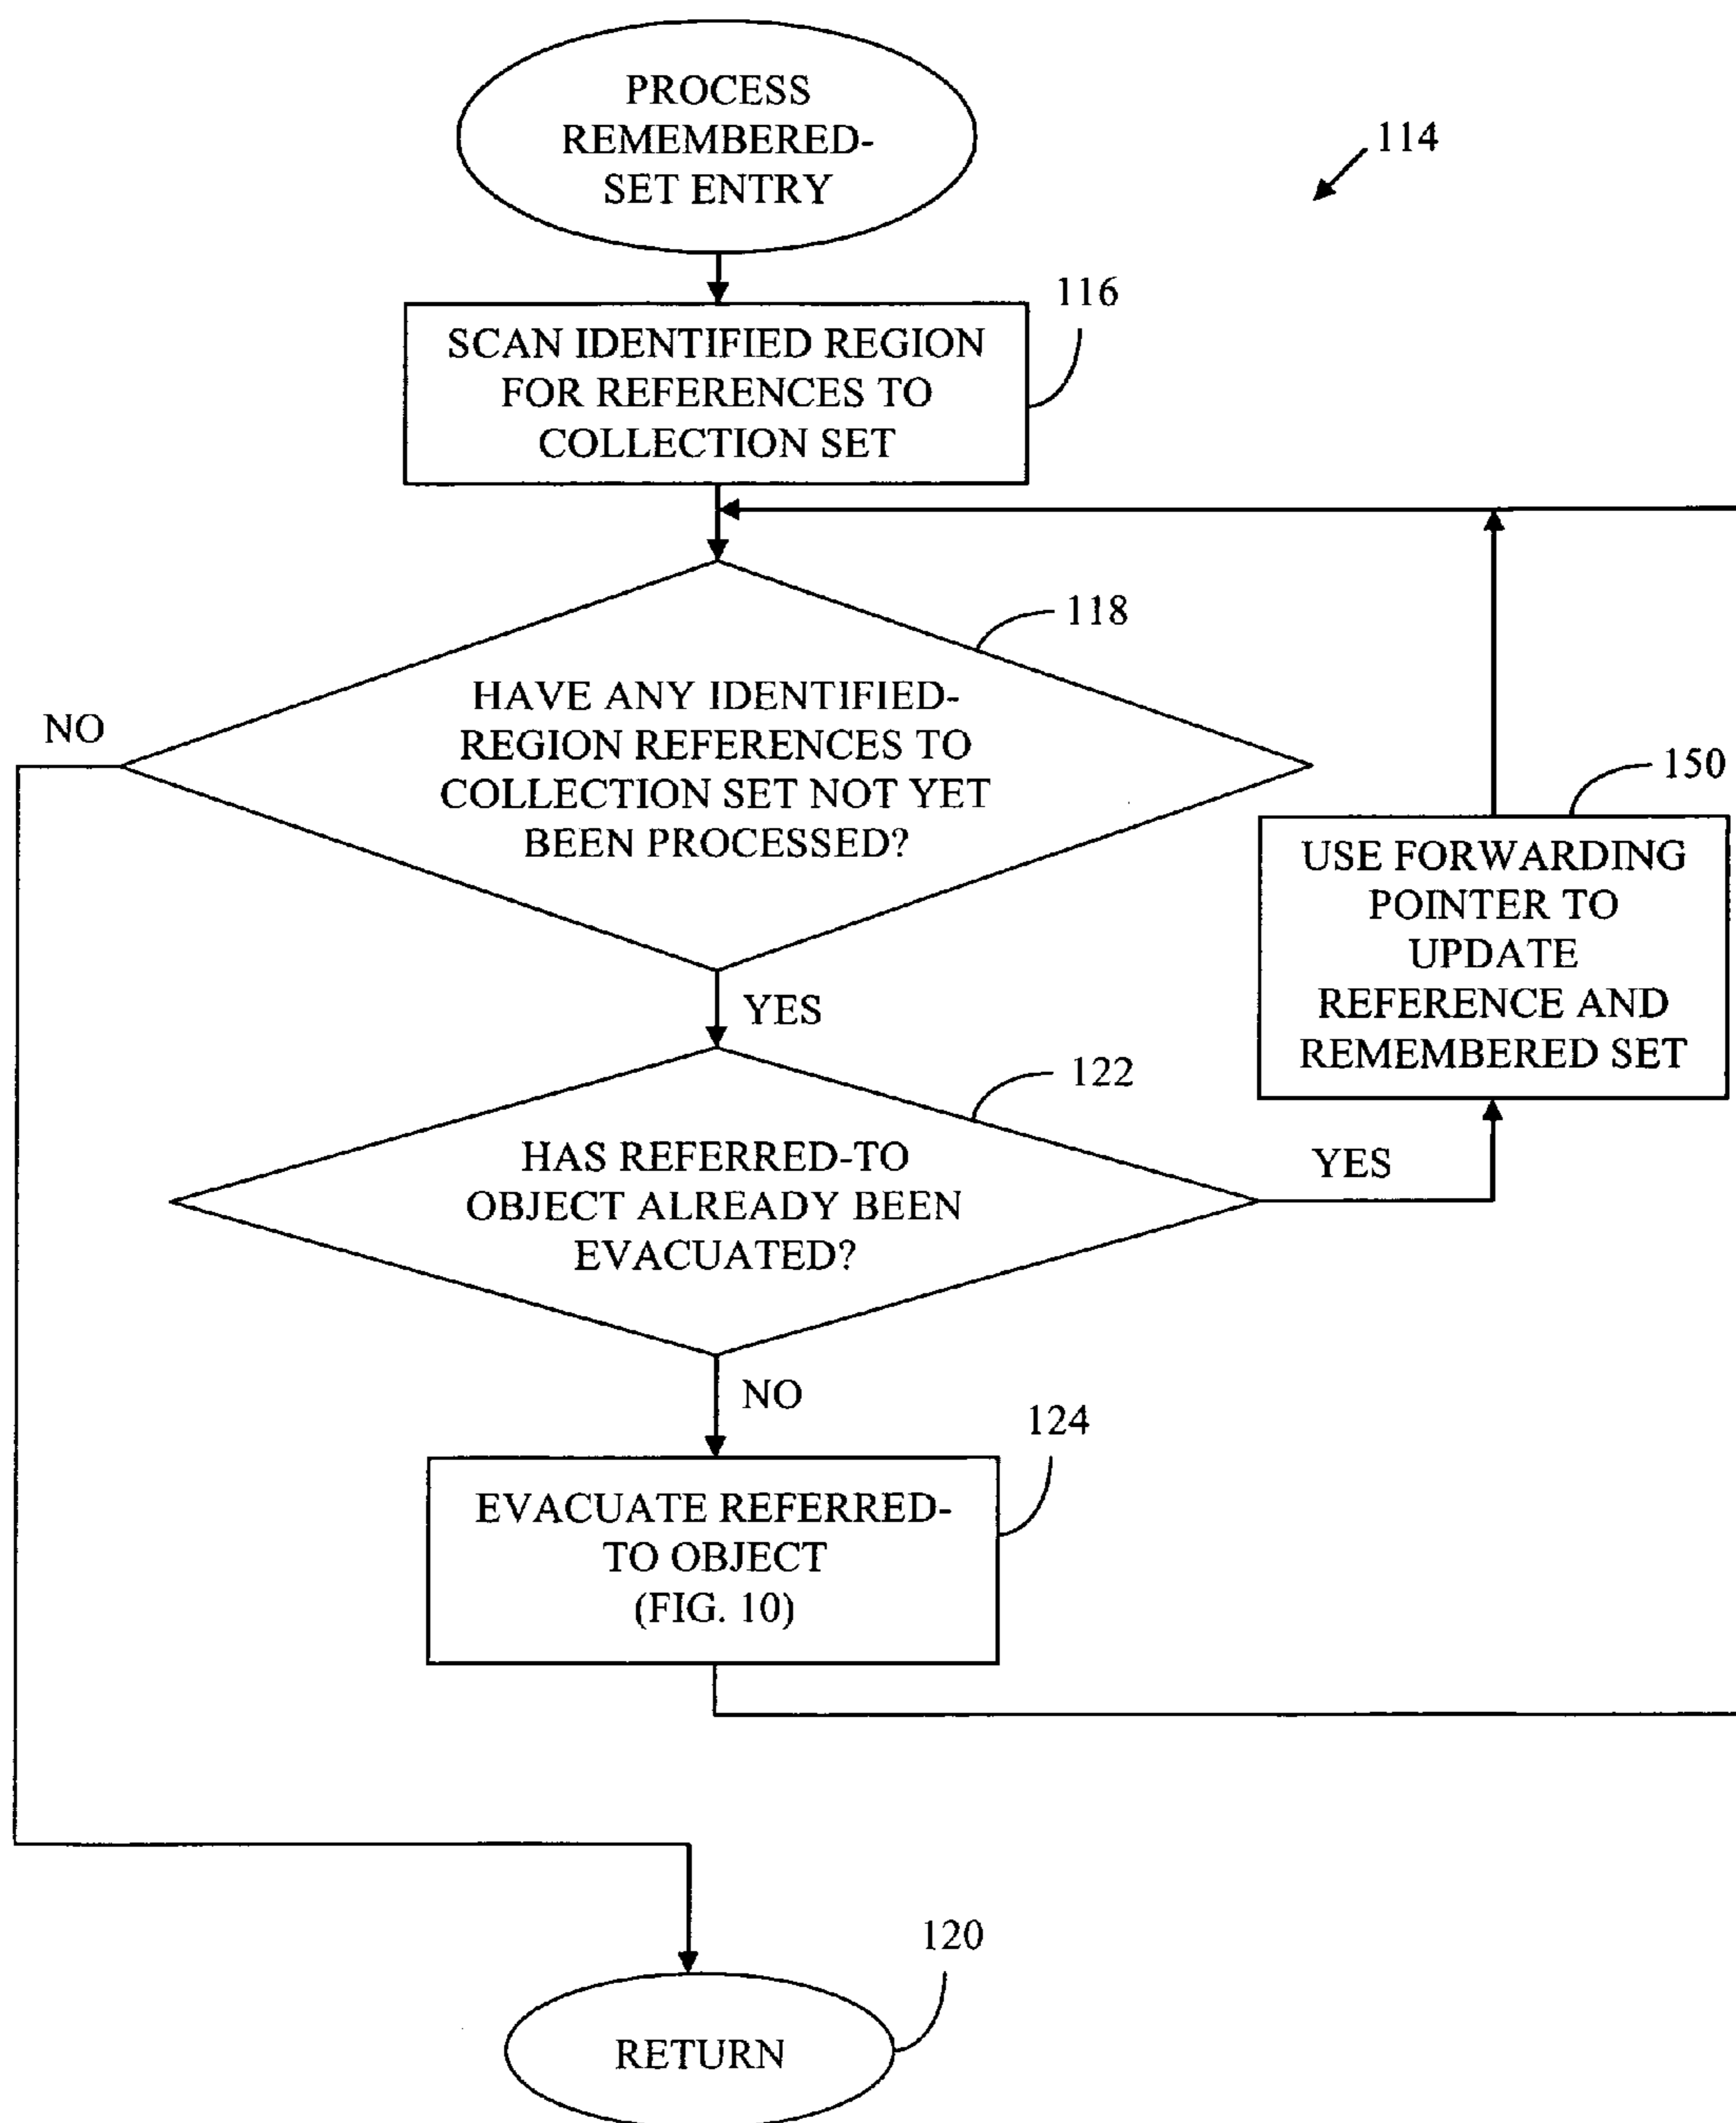 PROCESS
REMEMBERED-
SET ENTRY
114
116
SCAN IDENTIFIED REGION
FOR REFERENCES TO
COLLECTION SET
118
HAVE ANY IDENTIFIED-
REGION REFERENCES TO
COLLECTION SET NOT YET
BEEN PROCESSED?
NO
YES
150
USE FORWARDING
POINTER TO
UPDATE
REFERENCE AND
REMEMBERED SET
122
HAS REFERRED-TO
OBJECT ALREADY BEEN
EVACUATED?
YES
NO
124
EVACUATE REFERRED-
TO OBJECT
(FIG. 10)
120
RETURN